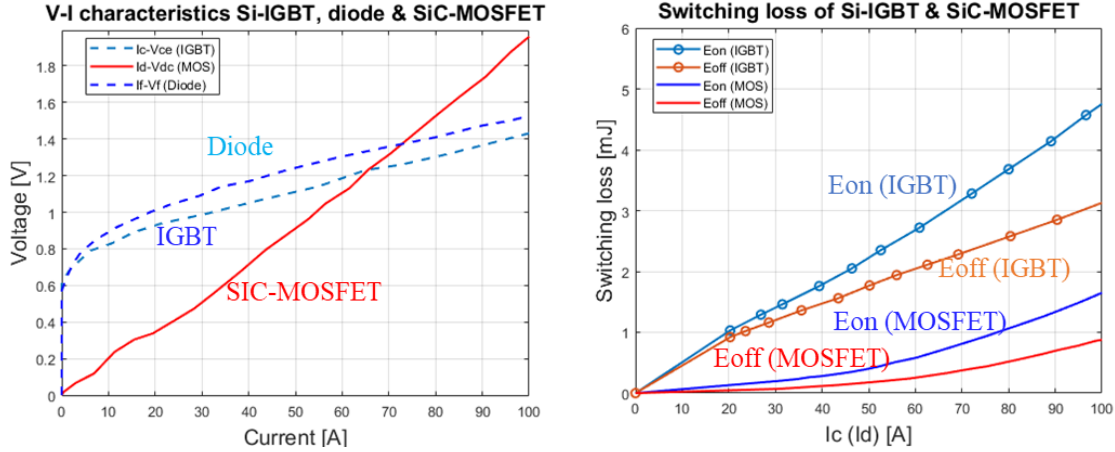 V-I characteristics Si-IGBT, diode & SiC-MOSFET
Ic-Vce (IGBT)
Id-Vdc (MOS)
If-Vf (Diode)
Diode
IGBT
SIC-MOSFET
Voltage [V]
1.8
1.6
1.4
1.2
1
0.8
0.6
0.4
0.2
0
0 10 20 30 40 50 60 70 80 90 100
Current [A]
Switching loss of Si-IGBT & SiC-MOSFET
Eon (IGBT)
Eoff (IGBT)
Eon (MOS)
Eoff (MOS)
Eon (IGBT)
Eoff (IGBT)
Eon (MOSFET)
Eoff (MOSFET)
Switching loss [mJ]
6
5
4
3
2
1
0
0 10 20 30 40 50 60 70 80 90 100
Ic (Id) [A]